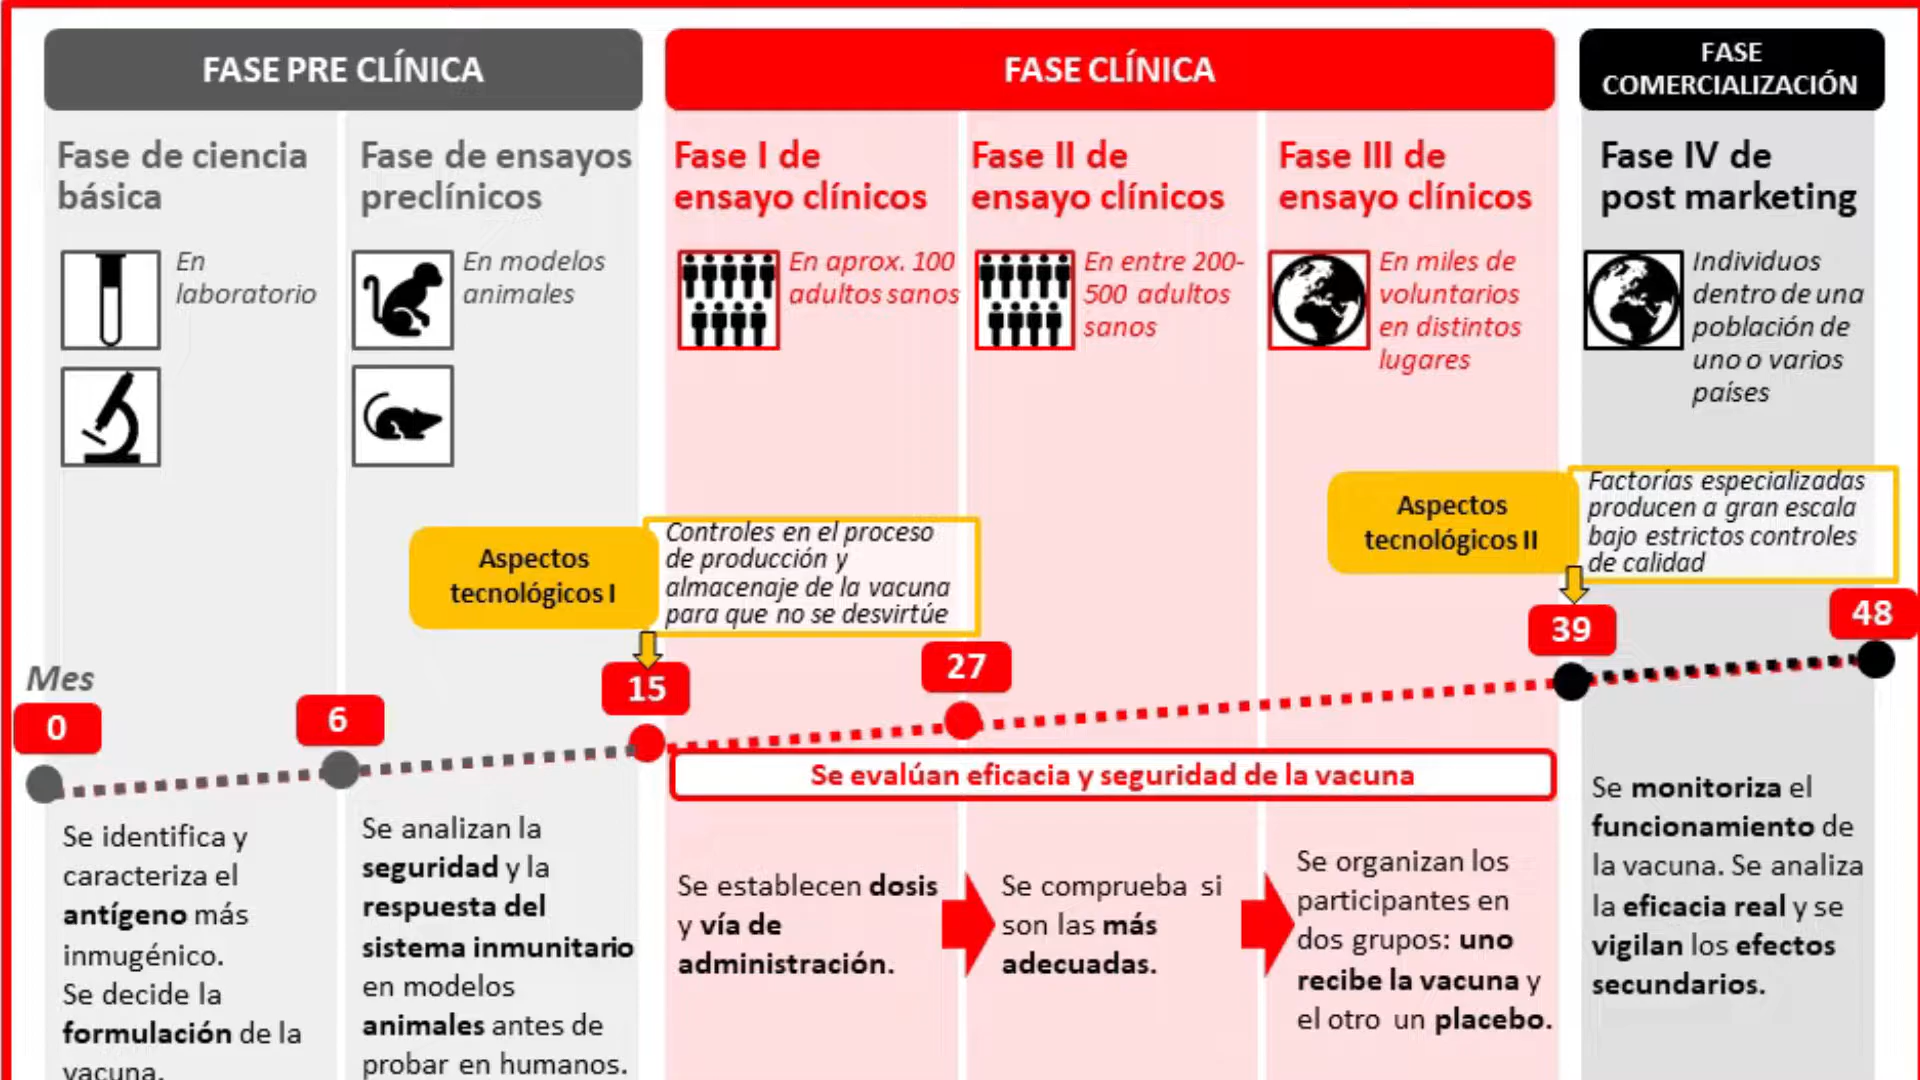 FASE PRE CLÍNICA
FASE CLÍNICA
FASE
COMERCIALIZACIÓN
Fase de ciencia
básica
Fase de ensayos
preclínicos
Fase I de
ensayo clínicos
Fase II de
ensayo clínicos
Fase III de
ensayo clínicos
Fase IV de
post marketing
En
laboratorio
En modelos
animales
En aprox. 100
adultos sanos
En entre 200-
500 adultos
sanos
En miles de
voluntarios
en distintos
lugares
Individuos
dentro de una
población de
uno o varios
países
Aspectos
tecnológicos I
Controles en el proceso
de producción y
almacenaje de la vacuna
para que no se desvirtúe
Aspectos
tecnológicos II
Factorías especializadas
producen a gran escala
bajo estrictos controles
de calidad
Mes
0
6
15
27
39
48
Se evalúan eficacia y seguridad de la vacuna
Se identifica y
caracteriza el
antígeno más
inmugénico.
Se decide la
formulación de la
vacuna.
Se analizan la
seguridad y la
respuesta del
sistema inmunitario
en modelos
animales antes de
probar en humanos.
Se establecen dosis
y vía de
administración.
Se comprueba si
son las más
adecuadas.
Se organizan los
participantes en
dos grupos: uno
recibe la vacuna y
el otro un placebo.
Se monitoriza el
funcionamiento de
la vacuna. Se analiza
la eficacia real y se
vigilan los efectos
secundarios.